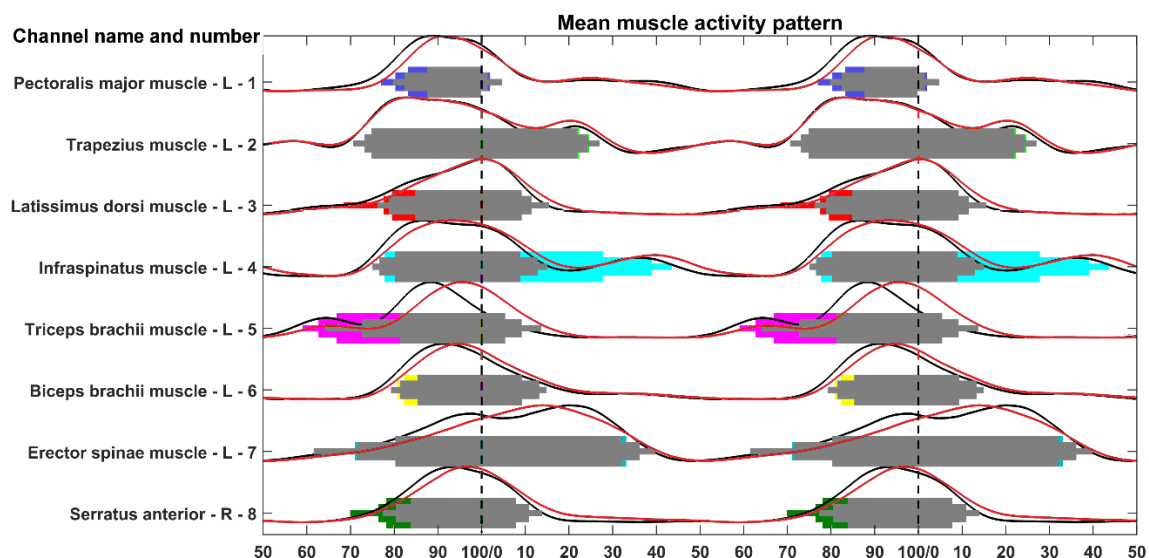 Mean muscle activity pattern
Channel name and number
Pectoralis major muscle - L - 1
Trapezius muscle - L - 2
Latissimus dorsi muscle - L - 3
Infraspinatus muscle - L - 4
Triceps brachii muscle - L - 5
Biceps brachii muscle - L - 6
Erector spinae muscle - L - 7
Serratus anterior - R - 8
50 60 70 80 90 100/0 10 20 30 40 50 60 70 80 90 100/0 10 20 30 40 50